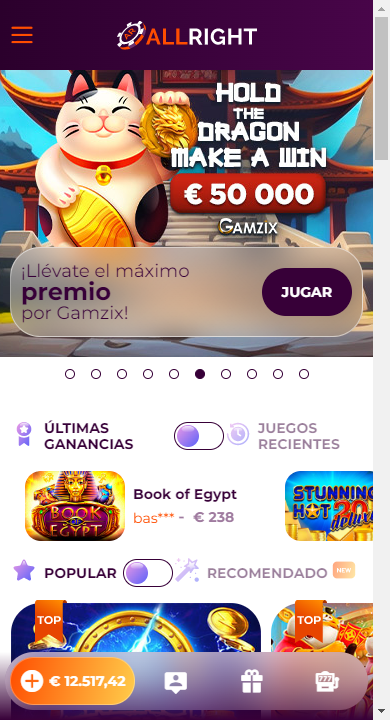 ALLRIGHT
HOLD
THE
DRAGON
MAKE A WIN
€ 50 000
GAMZIX
¡Llévate el máximo
premio
por Gamzix!
JUGAR
ÚLTIMAS
GANANCIAS
JUEGOS
RECIENTES
BOOK OF
EGYPT
Book of Egypt
bas*** - € 238
STUNNING
HOT 20
deluxe
POPULAR
RECOMENDADO
NEW
TOP
TOP
€ 12.517,42
777